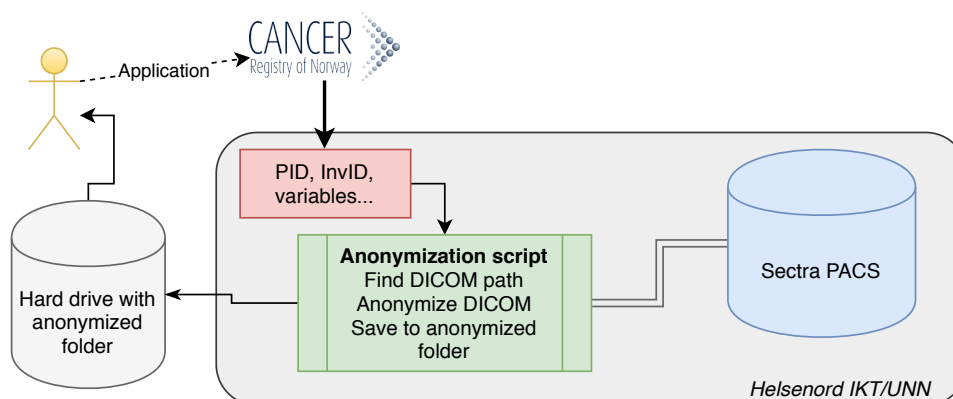 CANCER
Registry of Norway
Application
PID, InvID,
variables...
Anonymization script
Find DICOM path
Anonymize DICOM
Save to anonymized
folder
Sectra PACS
Hard drive with
anonymized
folder
Helsenord IKT/UNN